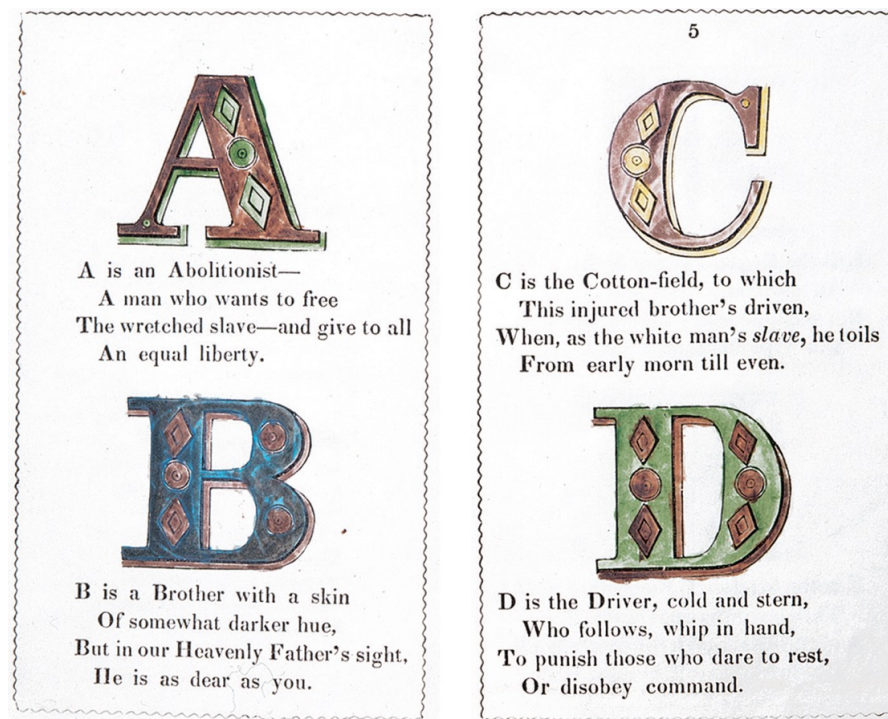 A
A is an Abolitionist—
A man who wants to free
The wretched slave—and give to all
An equal liberty.
B
B is a Brother with a skin
Of somewhat darker hue,
But in our Heavenly Father's sight,
He is as dear as you.
5
C
C is the Cotton-field, to which
This injured brother's driven,
When, as the white man's slave, he toils
From early morn till even.
D
D is the Driver, cold and stern,
Who follows, whip in hand,
To punish those who dare to rest,
Or disobey command.